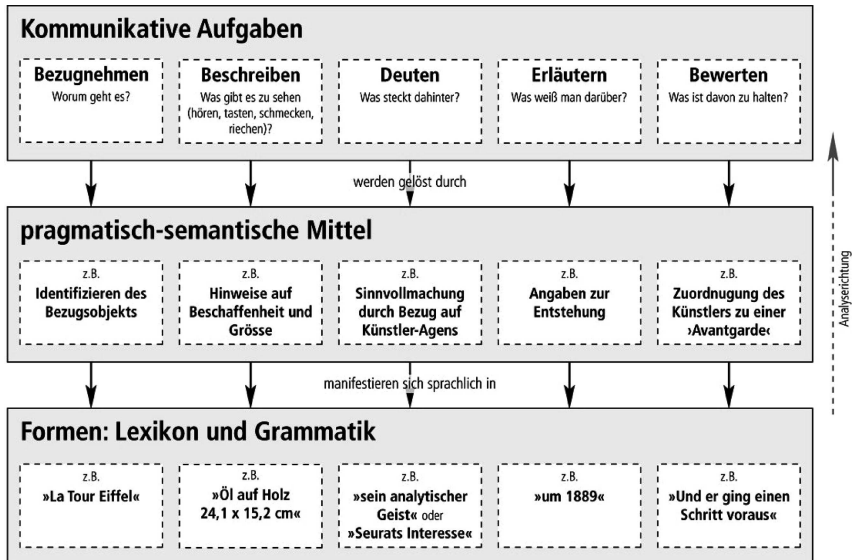 Kommunikative Aufgaben
Bezugnehmen
Worum geht es?
Beschreiben
Was gibt es zu sehen
(hören, tasten, schmecken,
riechen)?
Deuten
Was steckt dahinter?
Erläutern
Was weiß man darüber?
Bewerten
Was ist davon zu halten?
werden gelöst durch
pragmatisch-semantische Mittel
z.B.
Identifizieren des
Bezugsobjekts
z.B.
Hinweise auf
Beschaffenheit und
Grösse
z.B.
Sinnvollmachung
durch Bezug auf
Künstler-Agens
z.B.
Angaben zur
Entstehung
z.B.
Zuordnugung des
Künstlers zu einer
›Avantgarde‹
manifestieren sich sprachlich in
Formen: Lexikon und Grammatik
z.B.
»La Tour Eiffel«
z.B.
»Öl auf Holz
24,1 x 15,2 cm«
z.B.
»sein analytischer
Geist« oder
»Seurats Interesse«
z.B.
»um 1889«
z.B.
»Und er ging einen
Schritt voraus«
Analyserichtung